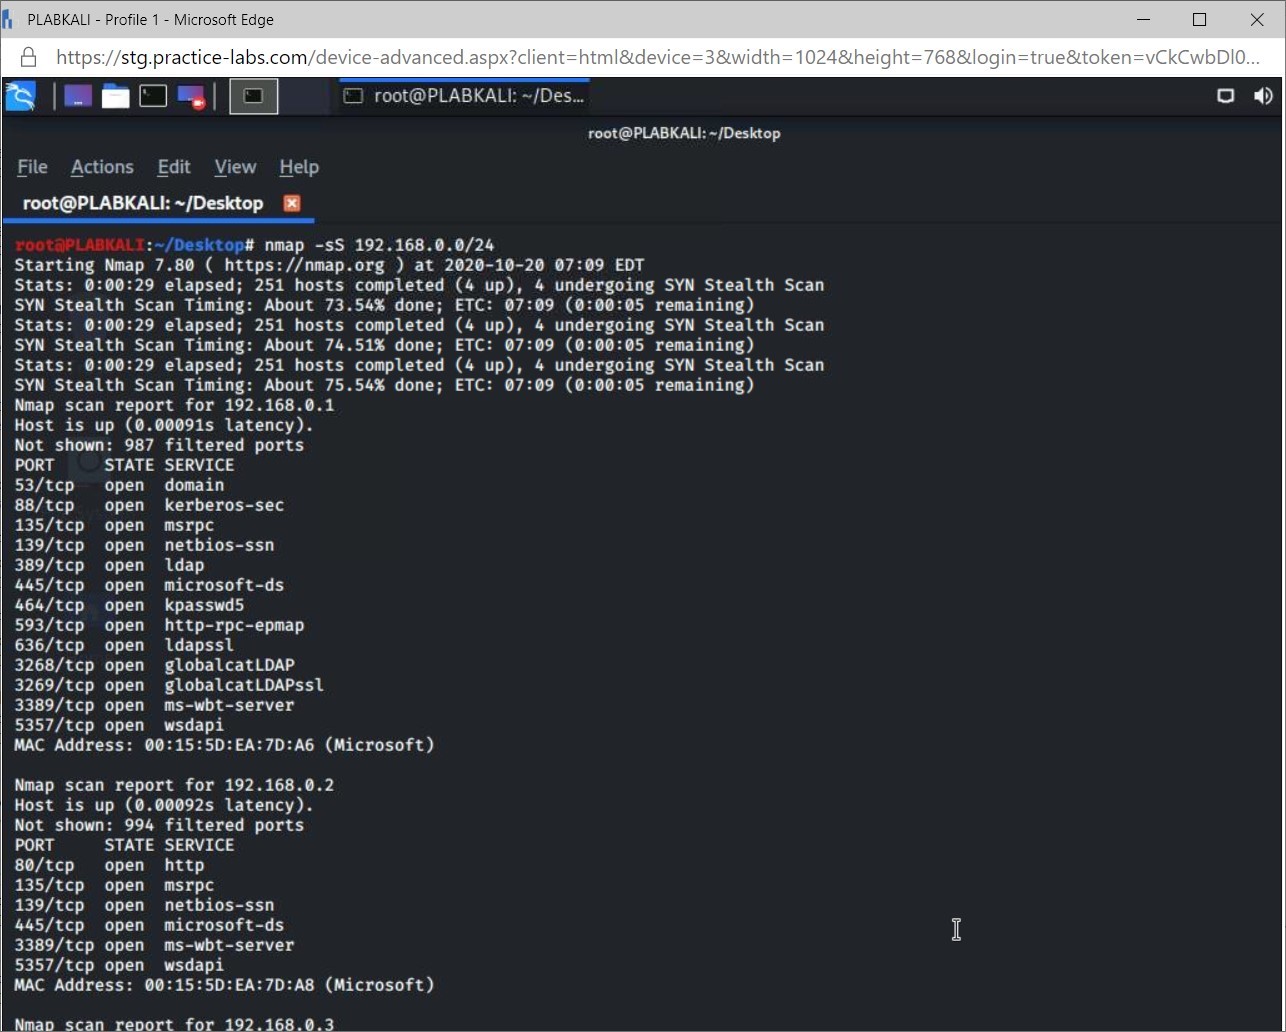 PLABKALI - Profile 1 - Microsoft Edge
https://stg.practice-labs.com/device-advanced.aspx?client=html&device=3&width=1024&height=768&login=true&token=vCkCwbDl0...
root@PLABKALI: ~/Des...
root@PLABKALI: ~/Desktop
File Actions Edit View Help
root@PLABKALI: ~/Desktop
root@PLABKALI:~/Desktop# nmap -sS 192.168.0.0/24
Starting Nmap 7.80 ( https://nmap.org ) at 2020-10-20 07:09 EDT
Stats: 0:00:29 elapsed; 251 hosts completed (4 up), 4 undergoing SYN Stealth Scan
SYN Stealth Scan Timing: About 73.54% done; ETC: 07:09 (0:00:05 remaining)
Stats: 0:00:29 elapsed; 251 hosts completed (4 up), 4 undergoing SYN Stealth Scan
SYN Stealth Scan Timing: About 74.51% done; ETC: 07:09 (0:00:05 remaining)
Stats: 0:00:29 elapsed; 251 hosts completed (4 up), 4 undergoing SYN Stealth Scan
SYN Stealth Scan Timing: About 75.54% done; ETC: 07:09 (0:00:05 remaining)
Nmap scan report for 192.168.0.1
Host is up (0.00091s latency).
Not shown: 987 filtered ports
PORT STATE SERVICE
53/tcp open domain
88/tcp open kerberos-sec
135/tcp open msrpc
139/tcp open netbios-ssn
389/tcp open ldap
445/tcp open microsoft-ds
464/tcp open kpasswd5
593/tcp open http-rpc-epmap
636/tcp open ldapssl
3268/tcp open globalcatLDAP
3269/tcp open globalcatLDAPssl
3389/tcp open ms-wbt-server
5357/tcp open wsdapi
MAC Address: 00:15:5D:EA:7D:A6 (Microsoft)
Nmap scan report for 192.168.0.2
Host is up (0.00092s latency).
Not shown: 994 filtered ports
PORT STATE SERVICE
80/tcp open http
135/tcp open msrpc
139/tcp open netbios-ssn
445/tcp open microsoft-ds
3389/tcp open ms-wbt-server
5357/tcp open wsdapi
MAC Address: 00:15:5D:EA:7D:A8 (Microsoft)
Nmap scan report for 192.168.0.3